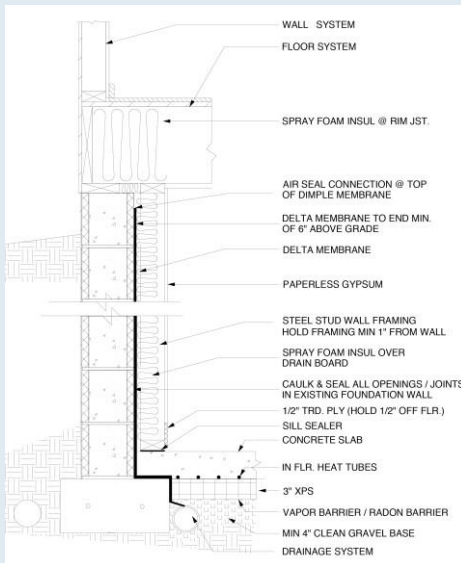 WALL SYSTEM
FLOOR SYSTEM
SPRAY FOAM INSUL @ RIM JST.
AIR SEAL CONNECTION @ TOP
OF DIMPLE MEMBRANE
DELTA MEMBRANE TO END MIN.
OF 6" ABOVE GRADE
DELTA MEMBRANE
PAPERLESS GYPSUM
STEEL STUD WALL FRAMING
HOLD FRAMING MIN 1" FROM WALL
SPRAY FOAM INSUL OVER
DRAIN BOARD
CAULK & SEAL ALL OPENINGS / JOINTS
IN EXISTING FOUNDATION WALL
1/2" TRD. PLY (HOLD 1/2" OFF FLR.)
SILL SEALER
CONCRETE SLAB
IN FLR. HEAT TUBES
3" XPS
VAPOR BARRIER / RADON BARRIER
MIN 4" CLEAN GRAVEL BASE
DRAINAGE SYSTEM